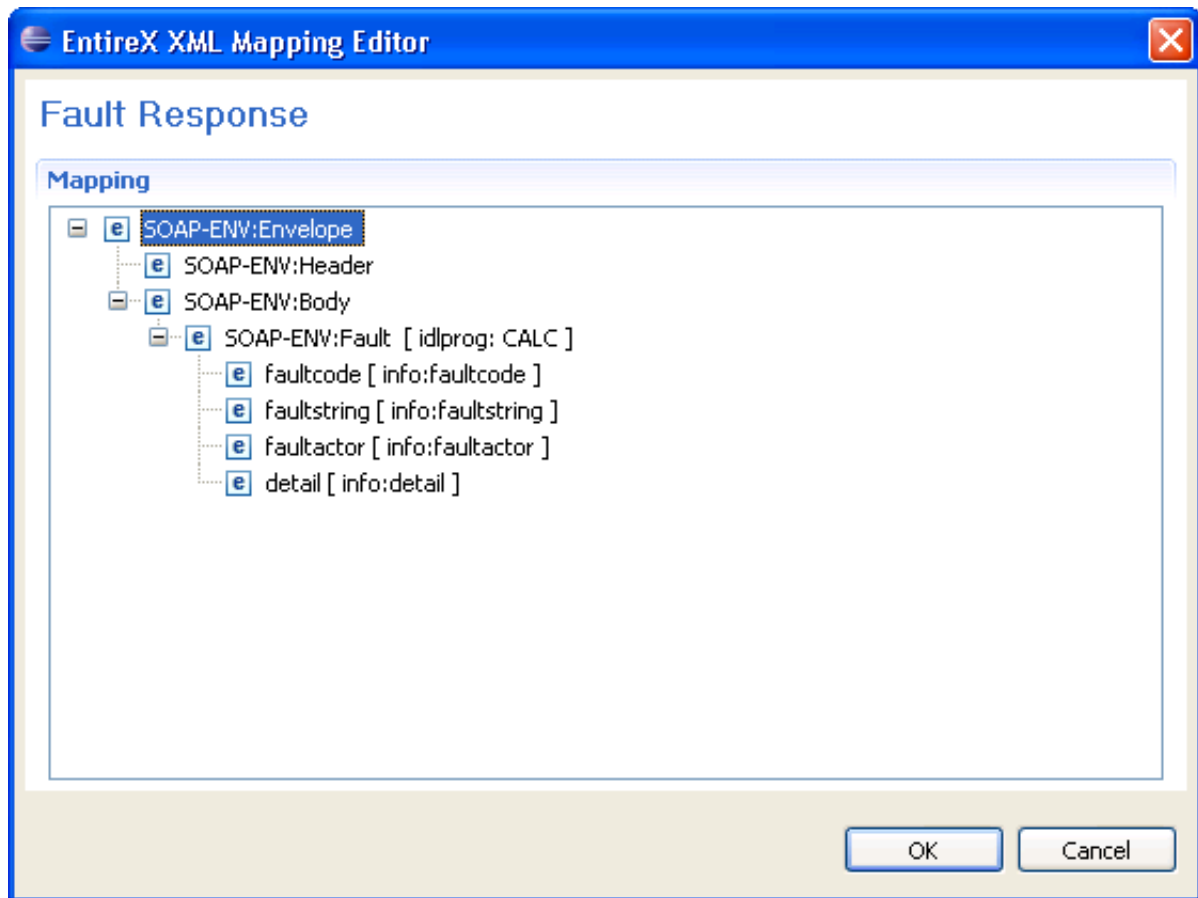 EntireX XML Mapping Editor
Fault Response
Mapping
e SOAP-ENV:Envelope
e SOAP-ENV:Header
e SOAP-ENV:Body
e SOAP-ENV:Fault [ idlprog: CALC ]
e faultcode [ info:faultcode ]
e faultstring [ info:faultstring ]
e faultactor [ info:faultactor ]
e detail [ info:detail ]
OK Cancel